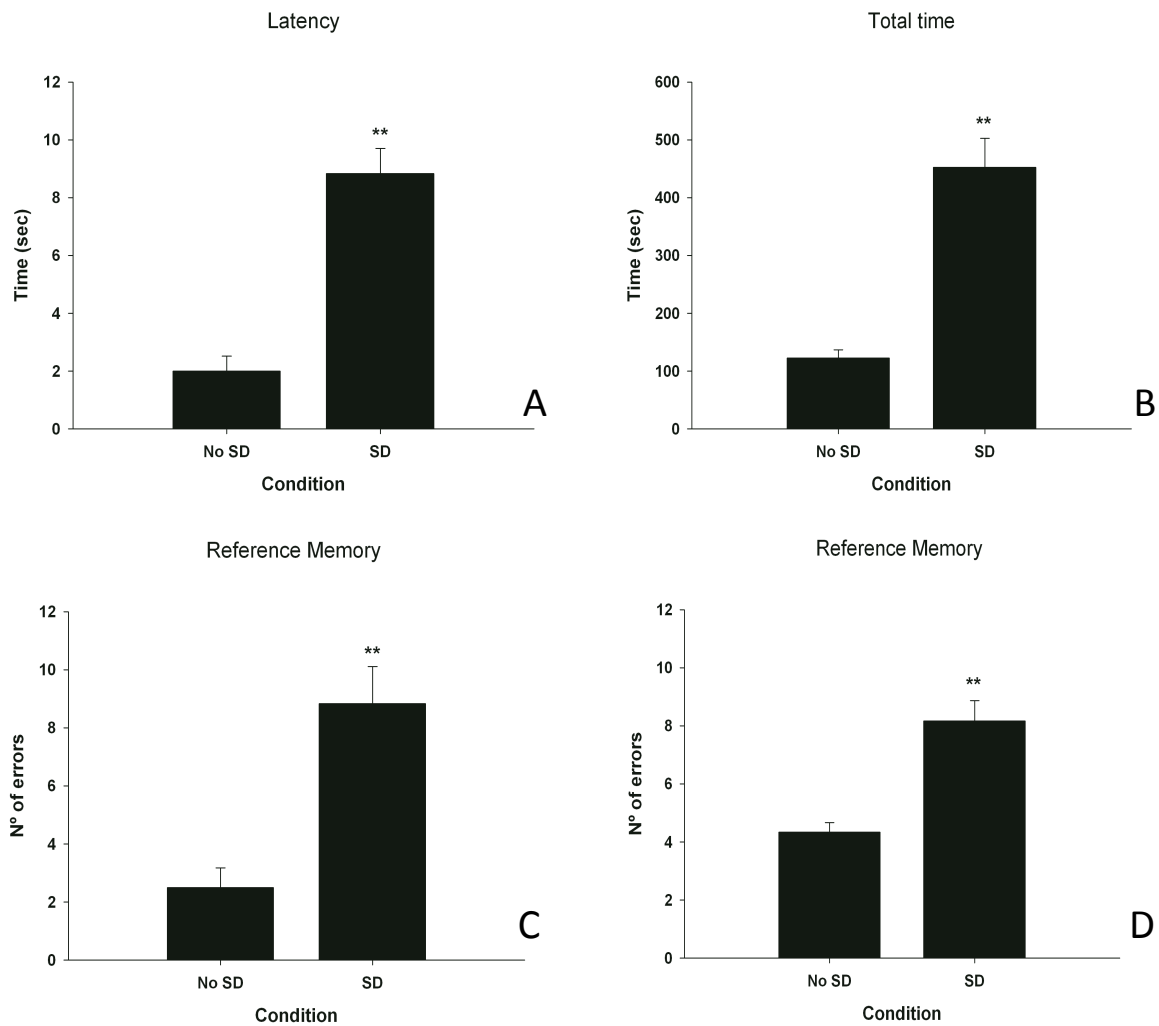 Latency
12
10
8
6
4
2
0
Time (sec)
**
No SD
SD
Condition
A
Total time
600
500
400
300
200
100
0
Time (sec)
**
No SD
SD
Condition
B
Reference Memory
12
10
8
6
4
2
0
Nº of errors
**
No SD
SD
Condition
C
Reference Memory
12
10
8
6
4
2
0
Nº of errors
**
No SD
SD
Condition
D